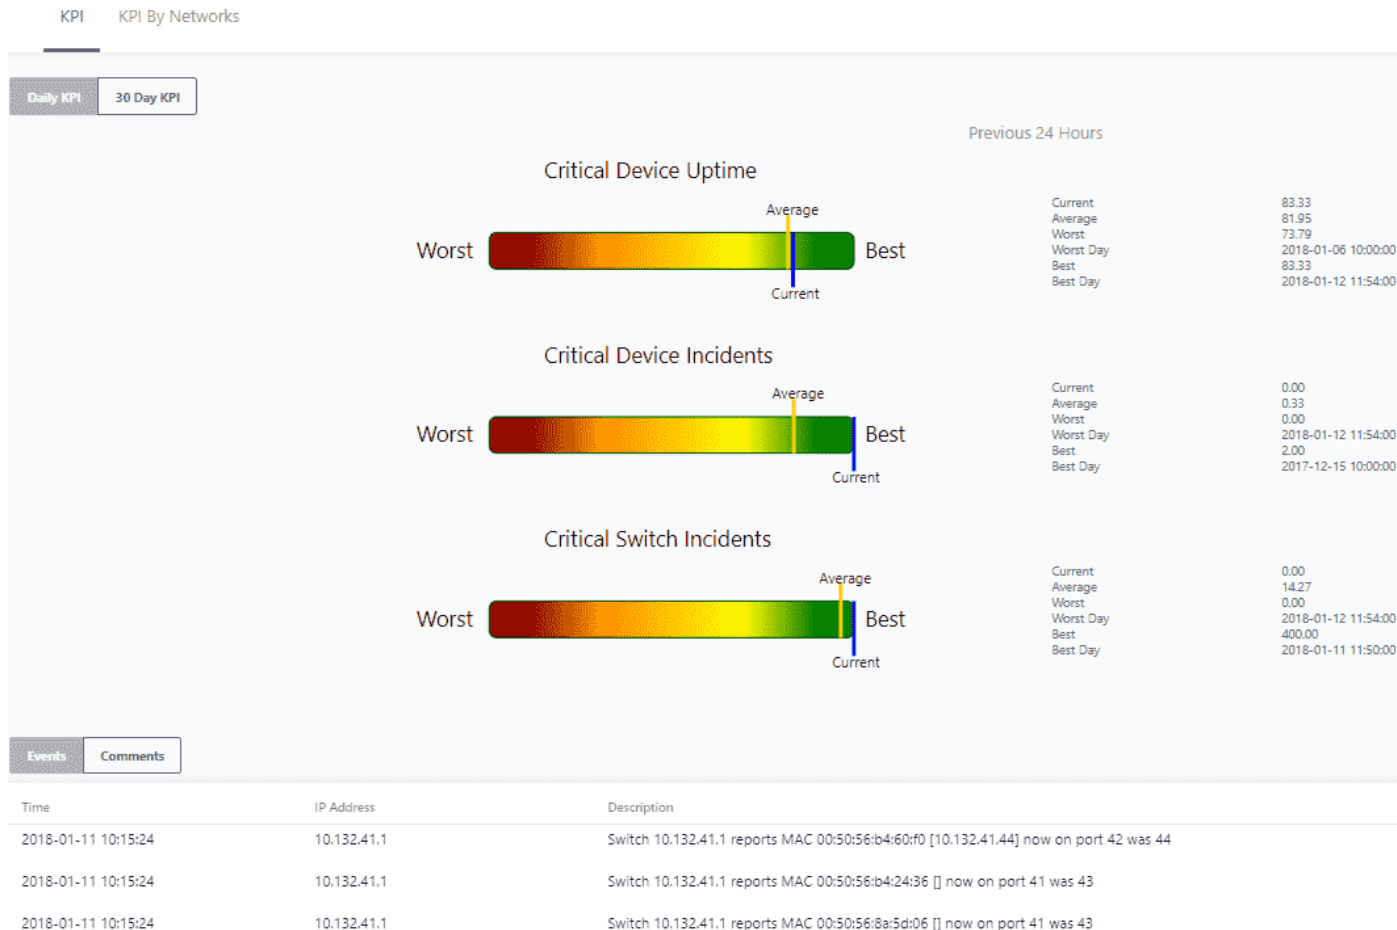 KPI KPI By Networks
Daily KPI 30 Day KPI
Previous 24 Hours
Critical Device Uptime
Average
Worst Best
Current
Current 83.33
Average 81.95
Worst 73.79
Worst Day 2018-01-06 10:00:00
Best 83.33
Best Day 2018-01-12 11:54:00
Critical Device Incidents
Average
Worst Best
Current
Current 0.00
Average 0.33
Worst 0.00
Worst Day 2018-01-12 11:54:00
Best 2.00
Best Day 2017-12-15 10:00:00
Critical Switch Incidents
Average
Worst Best
Current
Current 0.00
Average 14.27
Worst 0.00
Worst Day 2018-01-12 11:54:00
Best 400.00
Best Day 2018-01-11 11:50:00
Events Comments
Time IP Address Description
2018-01-11 10:15:24 10.132.41.1 Switch 10.132.41.1 reports MAC 00:50:56:b4:60:f0 [10.132.41.44] now on port 42 was 44
2018-01-11 10:15:24 10.132.41.1 Switch 10.132.41.1 reports MAC 00:50:56:b4:24:36 [] now on port 41 was 43
2018-01-11 10:15:24 10.132.41.1 Switch 10.132.41.1 reports MAC 00:50:56:8a:5d:06 [] now on port 41 was 43